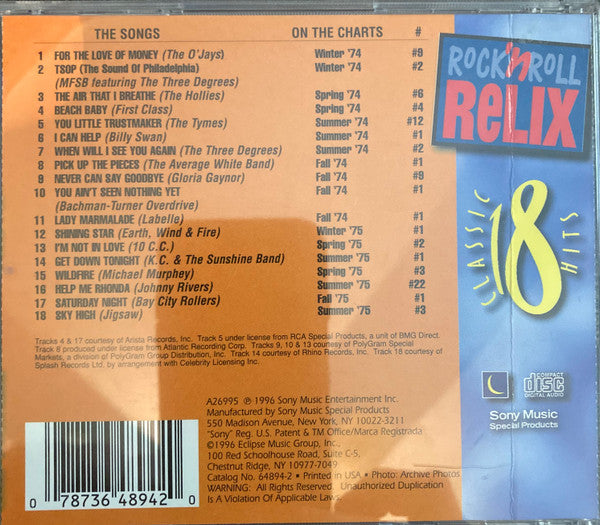 THE SONGS ON THE CHARTS #
1 FOR THE LOVE OF MONEY (The O'Jays) Winter '74 #9
2 TSOP (The Sound Of Philadelphia) Winter '74 #2
(MFSB featuring The Three Degrees)
3 THE AIR THAT I BREATHE (The Hollies) Spring '74 #6
4 BEACH BABY (First Class) Spring '74 #4
5 YOU LITTLE TRUSTMAKER (The Tymes) Summer '74 #12
6 I CAN HELP (Billy Swan) Summer '74 #1
7 WHEN WILL I SEE YOU AGAIN (The Three Degrees) Summer '74 #2
8 PICK UP THE PIECES (The Average White Band) Fall '74 #1
9 NEVER CAN SAY GOODBYE (Gloria Gaynor) Fall '74 #9
10 YOU AIN'T SEEN NOTHING YET Fall '74 #1
(Bachman-Turner Overdrive)
11 LADY MARMALADE (Labelle) Fall '74 #1
12 SHINING STAR (Earth, Wind & Fire) Winter '75 #1
13 I'M NOT IN LOVE (10 C.C.) Spring '75 #2
14 GET DOWN TONIGHT (K.C. & The Sunshine Band) Summer '75 #1
15 WILDFIRE (Michael Murphey) Spring '75 #3
16 HELP ME RHONDA (Johnny Rivers) Summer '75 #22
17 SATURDAY NIGHT (Bay City Rollers) Fall '75 #1
18 SKY HIGH (Jigsaw) Summer '75 #3
Tracks 4 & 17 courtesy of Arista Records, Inc. Track 5 under license from RCA Special Products, a unit of BMG Direct.
Track 8 produced under license from Atlantic Recording Corp. Tracks 9, 10 & 13 courtesy of PolyGram Special
Markets, a division of PolyGram Group Distribution, Inc. Track 14 courtesy of Rhino Records, Inc. Track 18 courtesy of
Splash Records Ltd., by arrangement with Celebrity Licensing Inc.
A26995 ℗ 1996 Sony Music Entertainment Inc.
Manufactured by Sony Music Special Products
550 Madison Avenue, New York, NY 10022-3211
"Sony" Reg. U.S. Patent & TM Office/Marca Registrada
©1996 Eclipse Music Group, Inc.,
100 Red Schoolhouse Road, Suite C-5,
Chestnut Ridge, NY 10977-7049
Catalog No. 64894-2 • Printed in USA • Photo: Archive Photos
WARNING: All Rights Reserved. Unauthorized Duplication
Is A Violation Of Applicable Laws.
0 78736 48942 0
ROCK 'n ROLL
ReLIX
CLASSIC
18
HITS
COMPACT
disc
DIGITAL AUDIO
Sony Music
Special Products